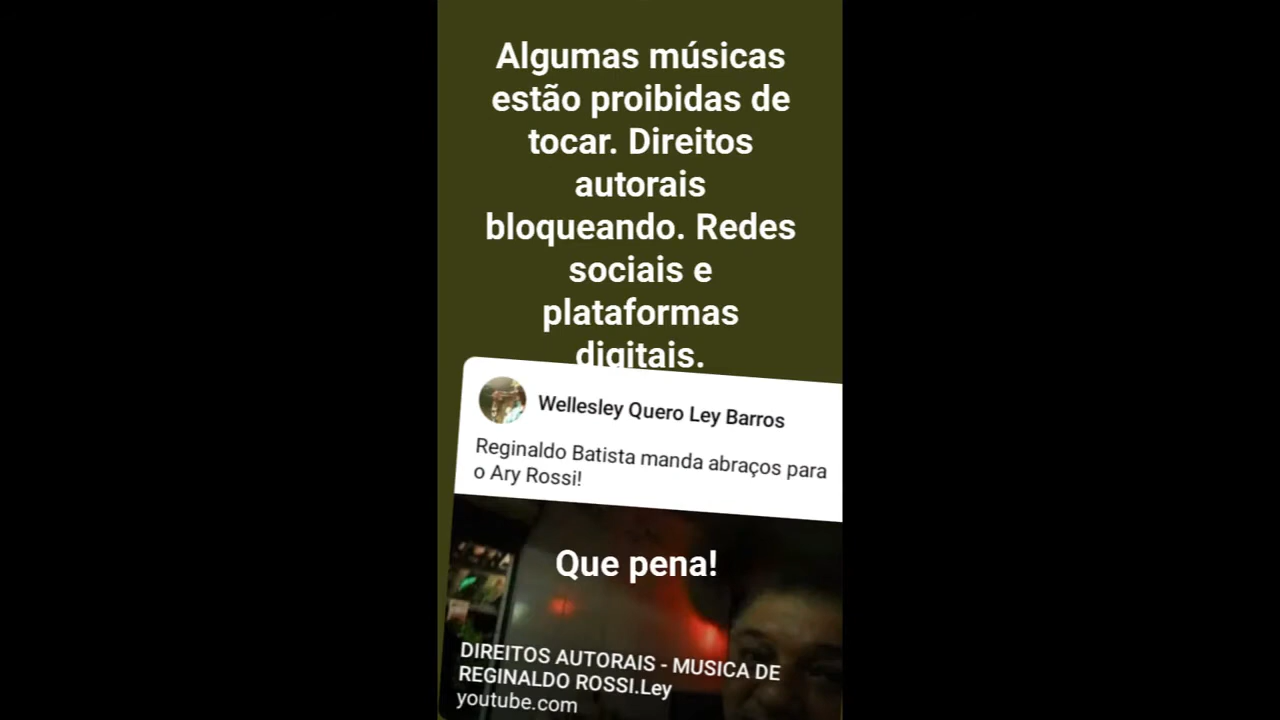 Algumas músicas
estão proibidas de
tocar. Direitos
autorais
bloqueando. Redes
sociais e
plataformas
digitais.
Wellesley Quero Ley Barros
Reginaldo Batista manda abraços para
o Ary Rossi!
Que pena!
DIREITOS AUTORAIS - MUSICA DE
REGINALDO ROSSI.Ley
youtube.com